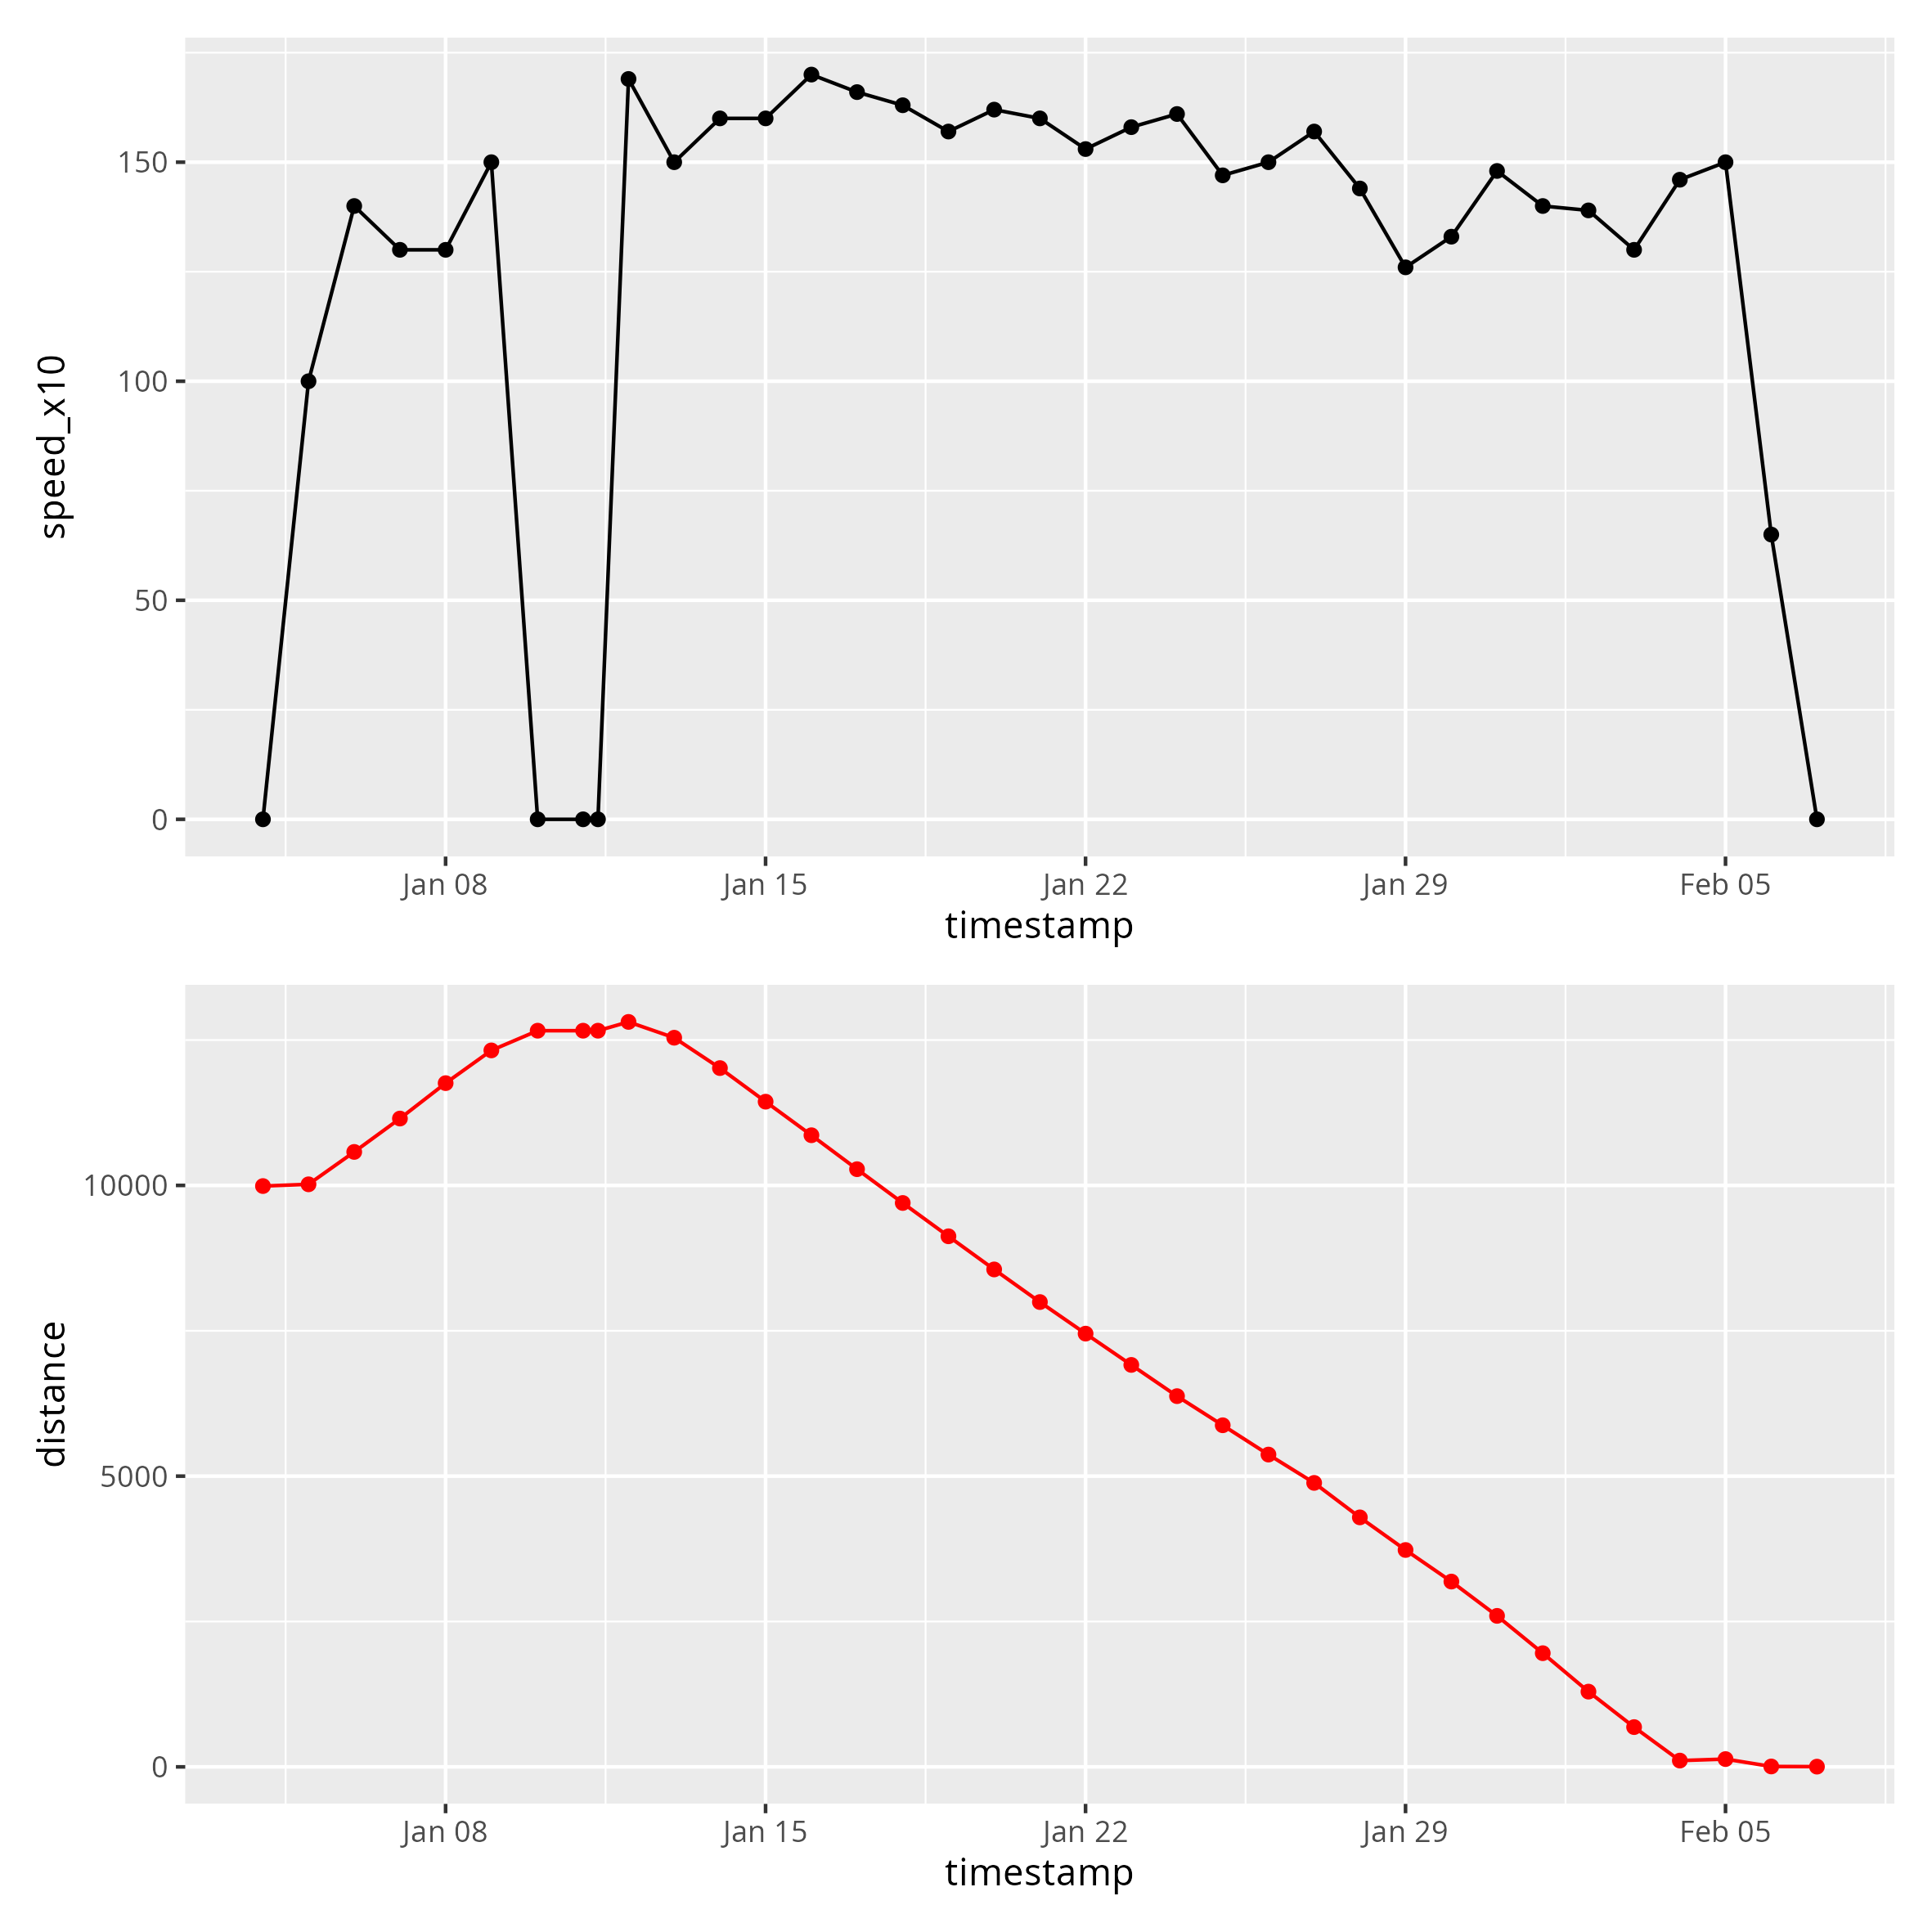 speed_x10
150
100
50
0
Jan 08 Jan 15 Jan 22 Jan 29 Feb 05
timestamp
distance
10000
5000
0
Jan 08 Jan 15 Jan 22 Jan 29 Feb 05
timestamp